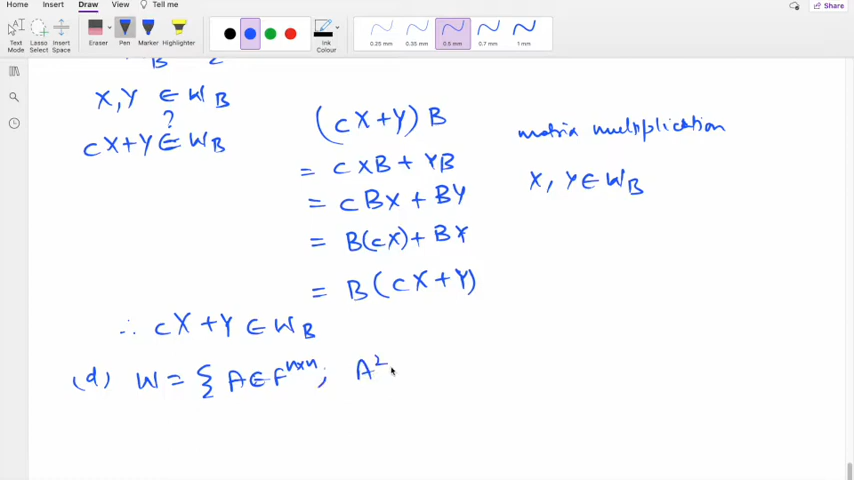 Home Insert Draw View Tell me
Share
Text Mode
Lasso Select
Insert Space
Eraser
Pen
Marker
Highlighter
Ink Colour
0.25 mm
0.35 mm
0.5 mm
0.7 mm
1 mm
B
X, Y ∈ W_B
?
cX+Y ∈ W_B
(cX+Y) B
= cXB + YB
= cBX + BY
= B(cX) + BY
= B(cX+Y)
matrix multiplication
X, Y ∈ W_B
∴ cX+Y ∈ W_B
(d) W = { A ∈ F^{n×n}; A^2